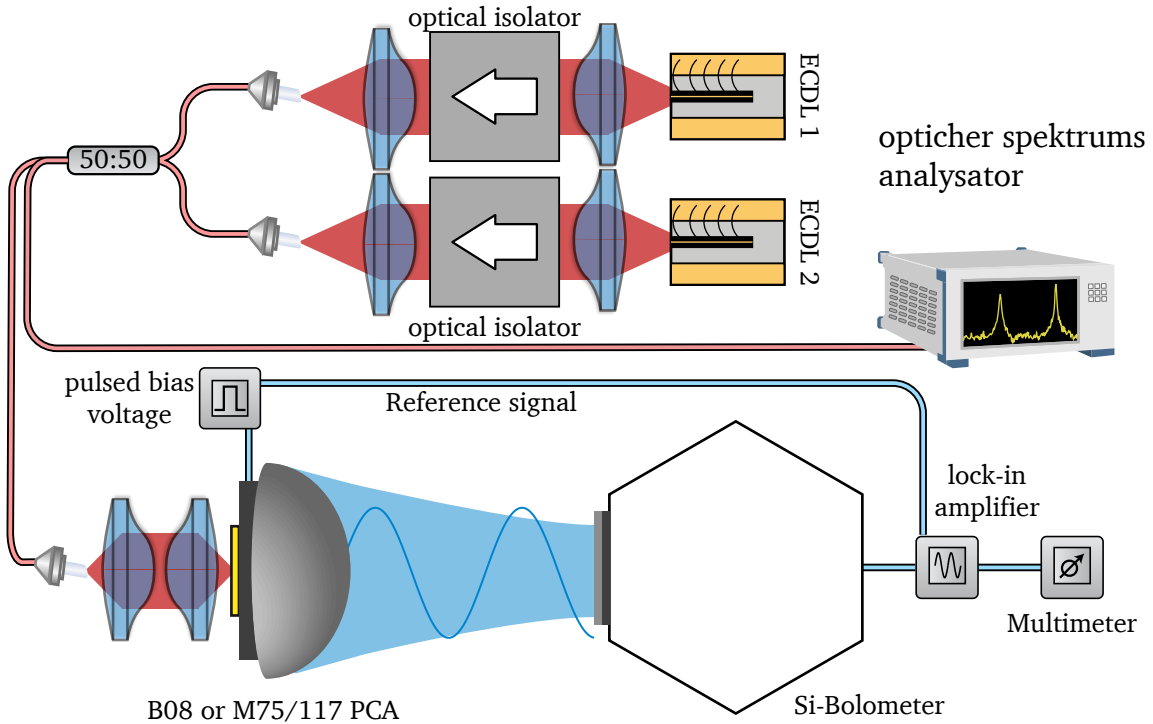 optical isolator
ECDL 1
50:50
opticher spektrums
analysator
ECDL 2
optical isolator
pulsed bias
voltage
Reference signal
lock-in
amplifier
Multimeter
B08 or M75/117 PCA
Si-Bolometer